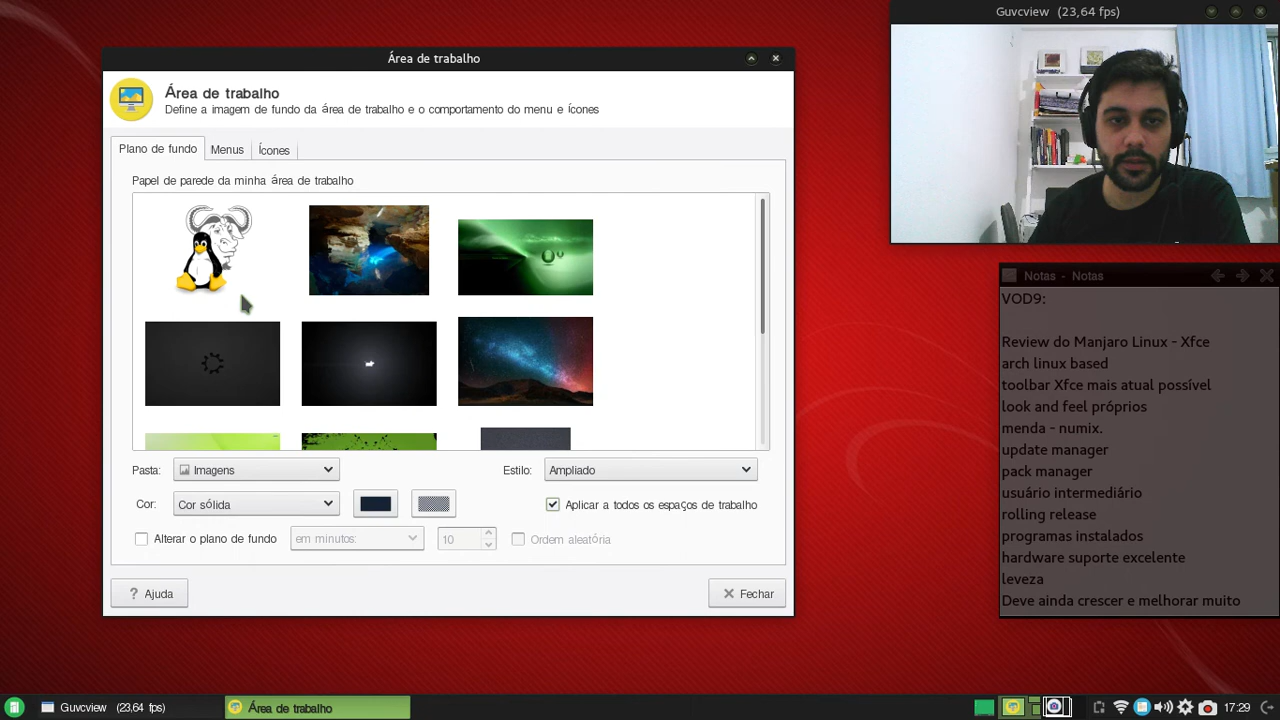 Guvcview (23,64 fps)
Área de trabalho
Área de trabalho
Define a imagem de fundo da área de trabalho e o comportamento do menu e ícones
Plano de fundo
Menus
Ícones
Papel de parede da minha área de trabalho
Pasta:
Imagens
Estilo:
Ampliado
Cor:
Cor sólida
Aplicar a todos os espaços de trabalho
Alterar o plano de fundo
em minutos:
10
Ordem aleatória
? Ajuda
Fechar
Notas - Notas
VOD9:
Review do Manjaro Linux - Xfce
arch linux based
toolbar Xfce mais atual possível
look and feel próprios
menda - numix.
update manager
pack manager
usuário intermediário
rolling release
programas instalados
hardware suporte excelente
leveza
Deve ainda crescer e melhorar muito
Guvcview (23,64 fps)
Área de trabalho
17:29